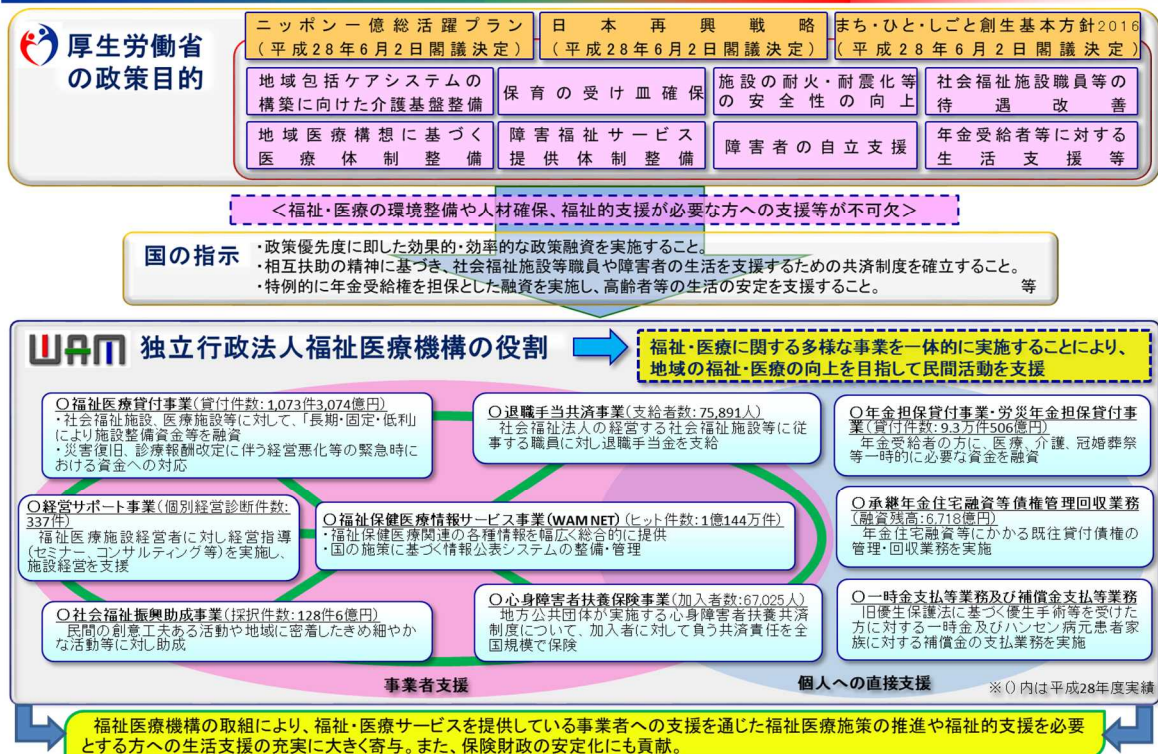 厚生労働省
の政策目的
ニッポン一億総活躍プラン
(平成28年6月2日閣議決定)
日本再興戦略
(平成28年6月2日閣議決定)
まち・ひと・しごと創生基本方針2016
(平成28年6月2日閣議決定)
地域包括ケアシステムの
構築に向けた介護基盤整備
保育の受け皿確保
施設の耐火・耐震化等
の安全性の向上
社会福祉施設職員等の
待遇改善
地域医療構想に基づく
医療体制整備
障害福祉サービス
提供体制整備
障害者の自立支援
年金受給者等に対する
生活支援等
＜福祉・医療の環境整備や人材確保、福祉的支援が必要な方への支援等が不可欠＞
国の指示
・政策優先度に即した効果的・効率的な政策融資を実施すること。
・相互扶助の精神に基づき、社会福祉施設等職員や障害者の生活を支援するための共済制度を確立すること。
・特例的に年金受給権を担保とした融資を実施し、高齢者等の生活の安定を支援すること。 等
WAM 独立行政法人福祉医療機構の役割
福祉・医療に関する多様な事業を一体的に実施することにより、
地域の福祉・医療の向上を目指して民間活動を支援
○福祉医療貸付事業(貸付件数:1,073件3,074億円)
・社会福祉施設、医療施設等に対して、「長期・固定・低利」
により施設整備資金等を融資
・災害復旧、診療報酬改定に伴う経営悪化等の緊急時に
おける資金への対応
○退職手当共済事業(支給者数:75,891人)
社会福祉法人の経営する社会福祉施設等に従
事する職員に対し退職手当金を支給
○年金担保貸付事業・労災年金担保貸付事
業(貸付件数:9.3万件506億円)
年金受給者の方に、医療、介護、冠婚葬祭
等一時的に必要な資金を融資
○経営サポート事業(個別経営診断件数:
337件)
福祉医療施設経営者に対し経営指導
(セミナー、コンサルティング等)を実施し、
施設経営を支援
○福祉保健医療情報サービス事業(WAM NET)(ヒット件数:1億144万件)
・福祉保健医療関連の各種情報を幅広く総合的に提供
・国の施策に基づく情報公表システムの整備・管理
○承継年金住宅融資等債権管理回収業務
(融資残高:6,718億円)
年金住宅融資等にかかる既往貸付債権の
管理・回収業務を実施
○社会福祉振興助成事業(採択件数:128件6億円)
民間の創意工夫ある活動や地域に密着したきめ細やか
な活動等に対し助成
○心身障害者扶養保険事業(加入者数:67,025人)
地方公共団体が実施する心身障害者扶養共済
制度について、加入者に対して負う共済責任を全
国規模で保険
○一時金支払等業務及び補償金支払等業務
旧優生保護法に基づく優生手術等を受けた
方に対する一時金及びハンセン病元患者家
族に対する補償金の支払業務を実施
事業者支援
個人への直接支援
※()内は平成28年度実績
福祉医療機構の取組により、福祉・医療サービスを提供している事業者への支援を通じた福祉医療施策の推進や福祉的支援を必要
とする方への生活支援の充実に大きく寄与。また、保険財政の安定化にも貢献。